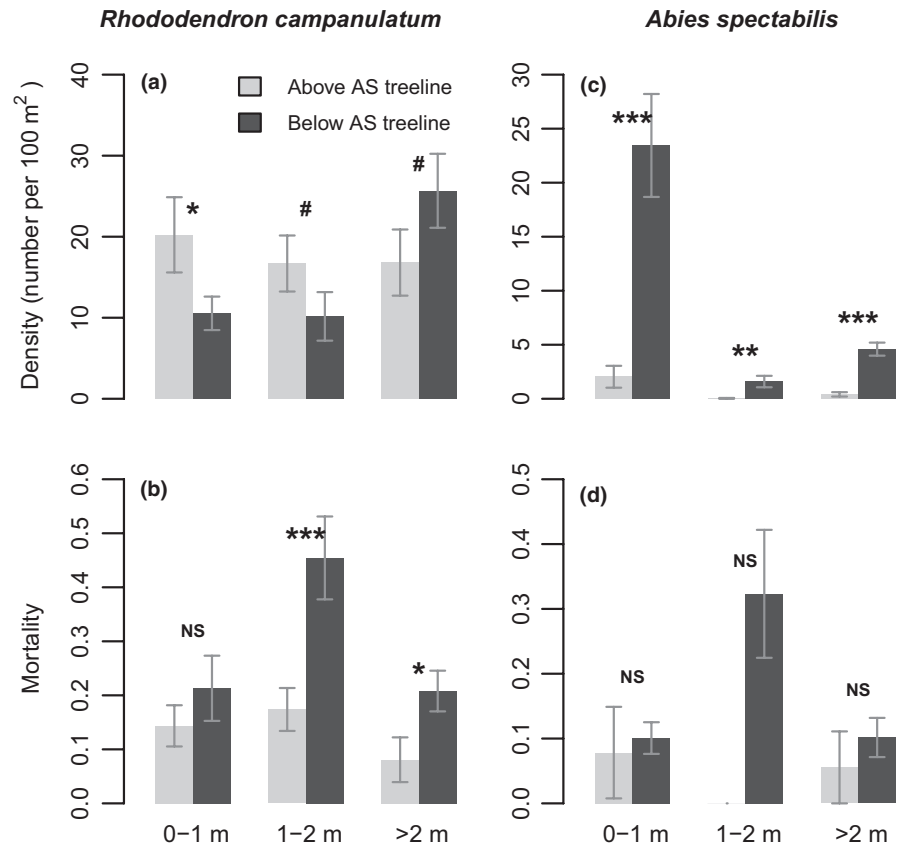 Rhododendron campanulatum
Abies spectabilis
Density (number per 100 m²)
(a)
Above AS treeline
Below AS treeline
0
10
20
30
40
*
#
#
(c)
0
5
10
15
20
25
30
***
**
***
Mortality
(b)
0.0
0.1
0.2
0.3
0.4
0.5
0.6
NS
***
*
0−1 m
1−2 m
>2 m
(d)
0.0
0.1
0.2
0.3
0.4
0.5
NS
NS
NS
0−1 m
1−2 m
>2 m